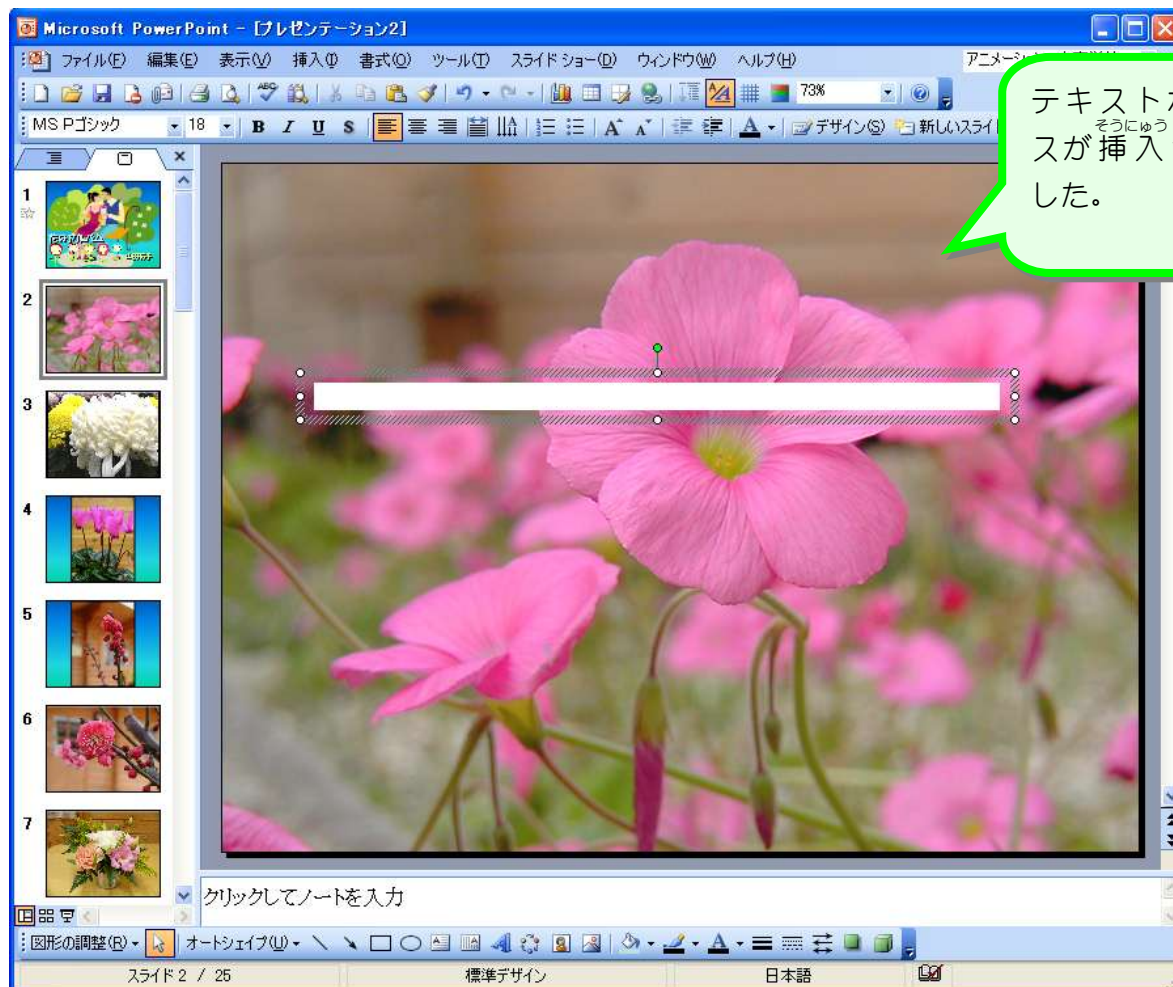 Microsoft PowerPoint - [プレゼンテーション2]
ファイル(F) 編集(E) 表示(V) 挿入(I) 書式(O) ツール(T) スライド ショー(D) ウィンドウ(W) ヘルプ(H)
73%
MS Pゴシック 18 B I U S デザイン(S) 新しいスライド
テキスト
そうにゅう
スが挿入
した。
1
2
3
4
5
6
7
クリックしてノートを入力
図形の調整(R) オートシェイプ(U)
スライド 2 / 25 標準デザイン 日本語